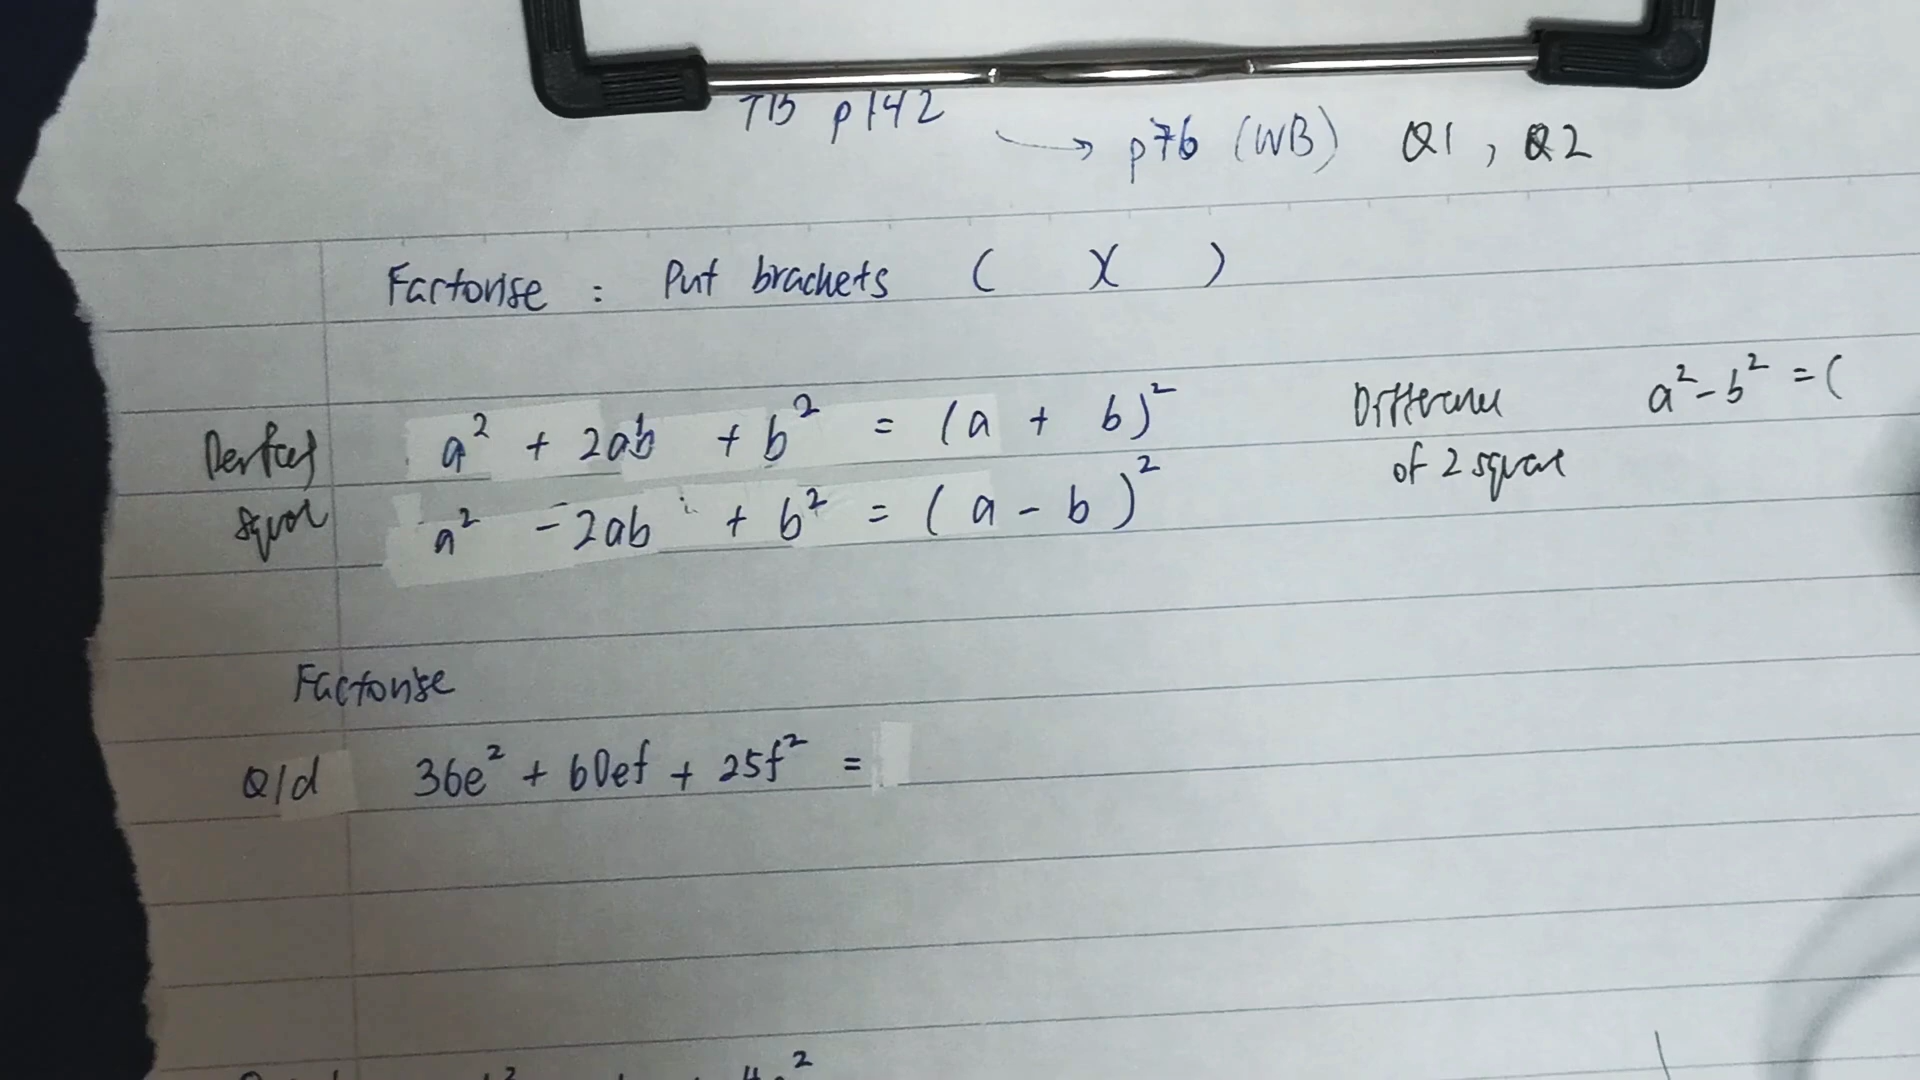 TB p142 → p76 (WB) Q1, Q2
Factorise : Put brackets ( X )
Perfect a² + 2ab + b² = (a + b)² Difference a² - b² = (
Squar a² - 2ab + b² = (a - b)² of 2 square
Factorise
Q1d 36e² + 60ef + 25f² =